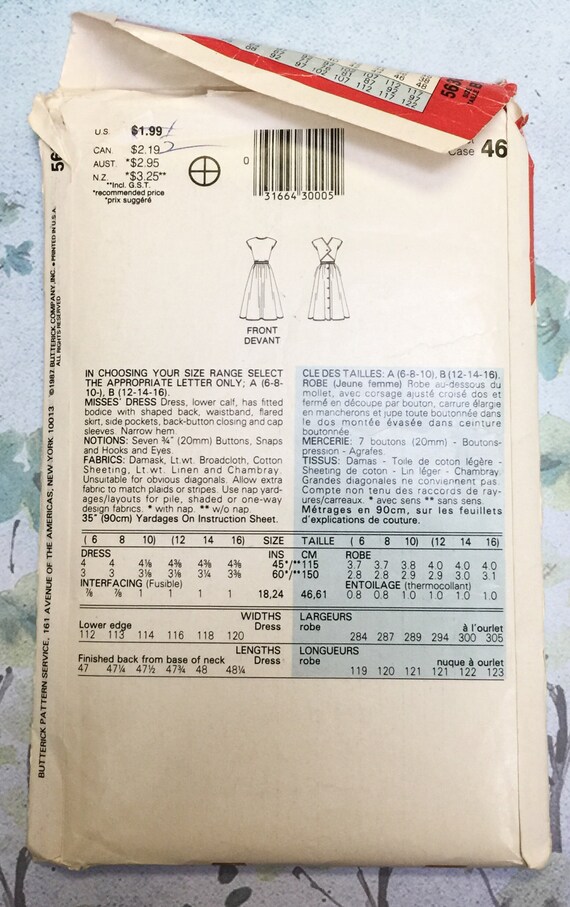 U.S. $1.99
CAN. $2.19
AUST. *$2.95
N.Z. *$3.25**
**Incl. G.S.T.
*recommended price
*prix suggéré
0
31664 30005
Case 46
56
FRONT
DEVANT
©1987 BUTTERICK COMPANY, INC. • PRINTED IN U.S.A.
ALL RIGHTS RESERVED
BUTTERICK PATTERN SERVICE, 161 AVENUE OF THE AMERICAS, NEW YORK 10013
IN CHOOSING YOUR SIZE RANGE SELECT
THE APPROPRIATE LETTER ONLY; A (6-8-
10-), B (12-14-16).
MISSES' DRESS Dress, lower calf, has fitted
bodice with shaped back, waistband, flared
skirt, side pockets, back-button closing and cap
sleeves. Narrow hem.
NOTIONS: Seven ¾" (20mm) Buttons, Snaps
and Hooks and Eyes.
FABRICS: Damask, Lt.wt. Broadcloth, Cotton
Sheeting, Lt.wt. Linen and Chambray.
Unsuitable for obvious diagonals. Allow extra
fabric to match plaids or stripes. Use nap yard-
ages/layouts for pile, shaded or one-way
design fabrics. * with nap. ** w/o nap.
35" (90cm) Yardages On Instruction Sheet.
CLE DES TAILLES: A (6-8-10), B (12-14-16).
ROBE (Jeune femme) Robe au-dessous du
mollet, avec corsage ajusté croisé dos et
fermé en découpe par bouton, carrure élargie
en mancherons et jupe toute boutonnée dans
le dos montée évasée dans ceinture
boutonnée.
MERCERIE: 7 boutons (20mm) - Boutons-
pression - Agrafes.
TISSUS: Damas - Toile de coton légère -
Sheeting de coton - Lin léger - Chambray.
Grandes diagonales ne conviennent pas.
Compte non tenu des raccords de ray-
ures/carreaux. * avec sens ** sans sens.
Métrages en 90cm, sur les feuillets
d'explications de couture.
( 6 8 10) (12 14 16) SIZE TAILLE ( 6 8 10) (12 14 16)
DRESS INS CM ROBE
4 4 4⅛ 4⅜ 4⅜ 4⅜ 45*/**115 3.7 3.7 3.8 4.0 4.0 4.0
3 3 3⅛ 3⅛ 3¼ 3⅜ 60*/**150 2.8 2.8 2.9 2.9 3.0 3.1
INTERFACING (Fusible) ENTOILAGE (thermocollant)
⅞ ⅞ 1 1 1 1 18,24 46,61 0.8 0.8 1.0 1.0 1.0 1.0
WIDTHS LARGEURS
Lower edge Dress robe à l'ourlet
112 113 114 116 118 120 284 287 289 294 300 305
LENGTHS LONGUEURS
Finished back from base of neck Dress robe nuque à ourlet
47 47¼ 47½ 47¾ 48 48¼ 119 120 121 121 122 123